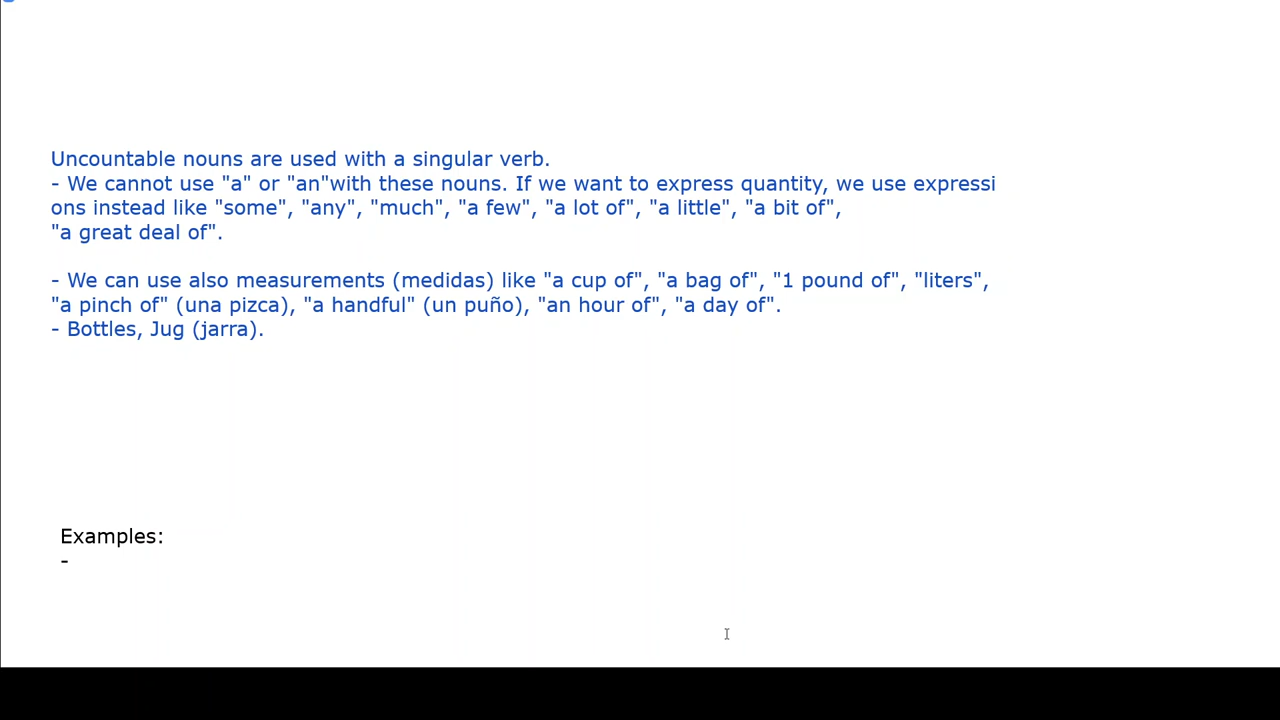 Uncountable nouns are used with a singular verb.
- We cannot use "a" or "an"with these nouns. If we want to express quantity, we use expressi
ons instead like "some", "any", "much", "a few", "a lot of", "a little", "a bit of",
"a great deal of".
- We can use also measurements (medidas) like "a cup of", "a bag of", "1 pound of", "liters",
"a pinch of" (una pizca), "a handful" (un puño), "an hour of", "a day of".
- Bottles, Jug (jarra).
Examples:
-